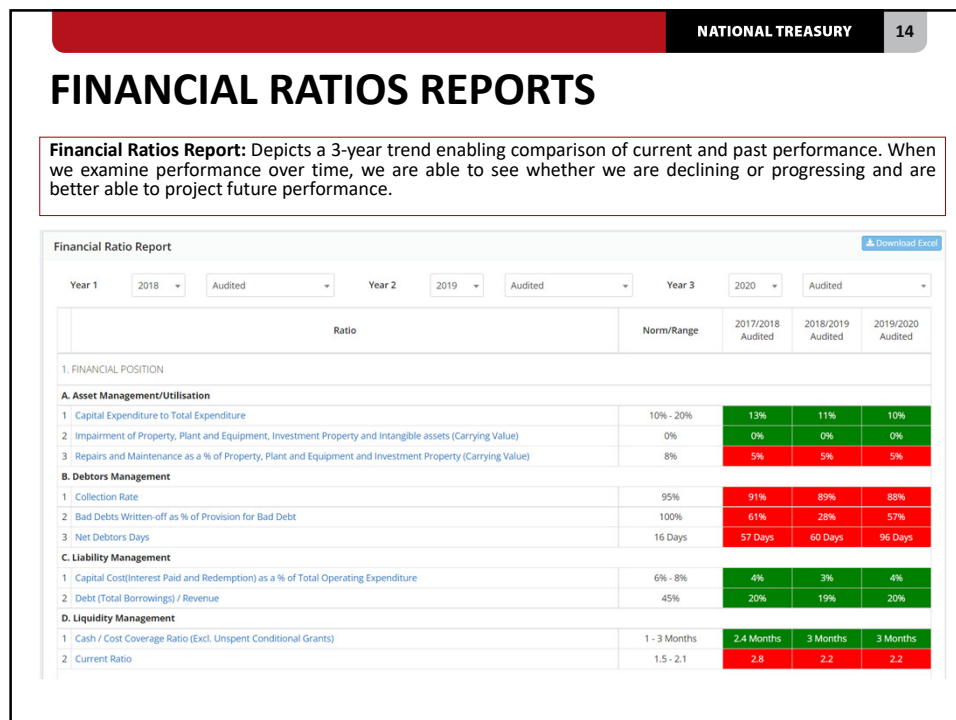 NATIONAL TREASURY 14
FINANCIAL RATIOS REPORTS
Financial Ratios Report: Depicts a 3-year trend enabling comparison of current and past performance. When
we examine performance over time, we are able to see whether we are declining or progressing and are
better able to project future performance.
Financial Ratio Report Download Excel
Year 1 2018 Audited Year 2 2019 Audited Year 3 2020 Audited
Ratio Norm/Range 2017/2018 Audited 2018/2019 Audited 2019/2020 Audited
1. FINANCIAL POSITION
A. Asset Management/Utilisation
1 Capital Expenditure to Total Expenditure 10% - 20% 13% 11% 10%
2 Impairment of Property, Plant and Equipment, Investment Property and Intangible assets (Carrying Value) 0% 0% 0% 0%
3 Repairs and Maintenance as a % of Property, Plant and Equipment and Investment Property (Carrying Value) 8% 5% 5% 5%
B. Debtors Management
1 Collection Rate 95% 91% 89% 88%
2 Bad Debts Written-off as % of Provision for Bad Debt 100% 61% 28% 57%
3 Net Debtors Days 16 Days 57 Days 60 Days 96 Days
C. Liability Management
1 Capital Cost(Interest Paid and Redemption) as a % of Total Operating Expenditure 6% - 8% 4% 3% 4%
2 Debt (Total Borrowings) / Revenue 45% 20% 19% 20%
D. Liquidity Management
1 Cash / Cost Coverage Ratio (Excl. Unspent Conditional Grants) 1 - 3 Months 2.4 Months 3 Months 3 Months
2 Current Ratio 1.5 - 2.1 2.8 2.2 2.2